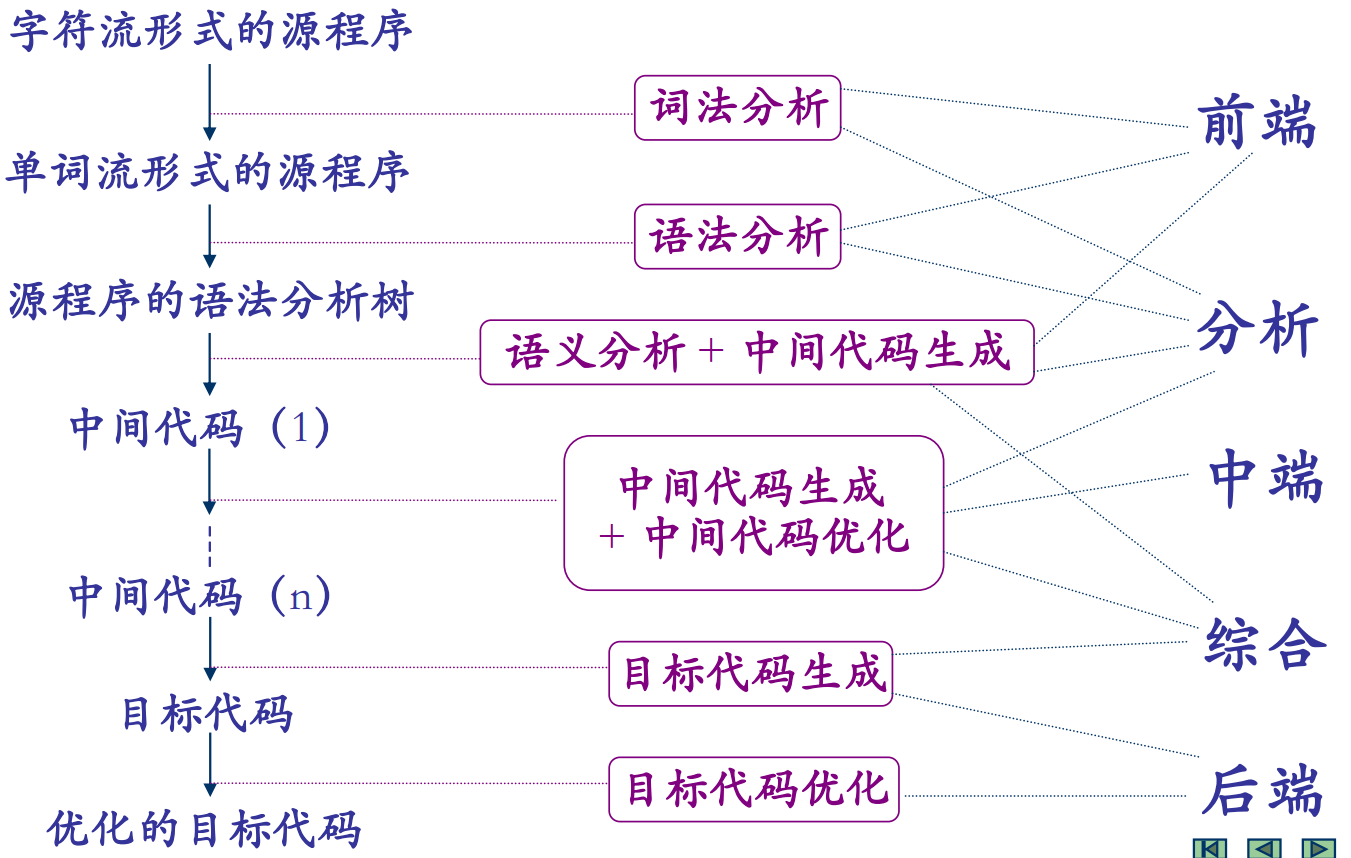 字符流形式的源程序
词法分析
前端
单词流形式的源程序
语法分析
源程序的语法分析树
分析
语义分析 + 中间代码生成
中间代码（1）
中端
中间代码生成
+ 中间代码优化
中间代码（n）
综合
目标代码生成
目标代码
后端
目标代码优化
优化的目标代码